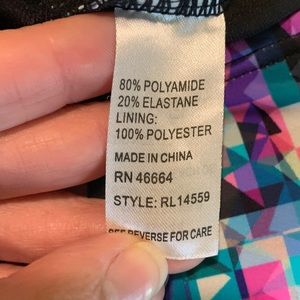 80% POLYAMIDE
20% ELASTANE
LINING:
100% POLYESTER
MADE IN CHINA
RN 46664
STYLE: RL14559
SEE REVERSE FOR CARE